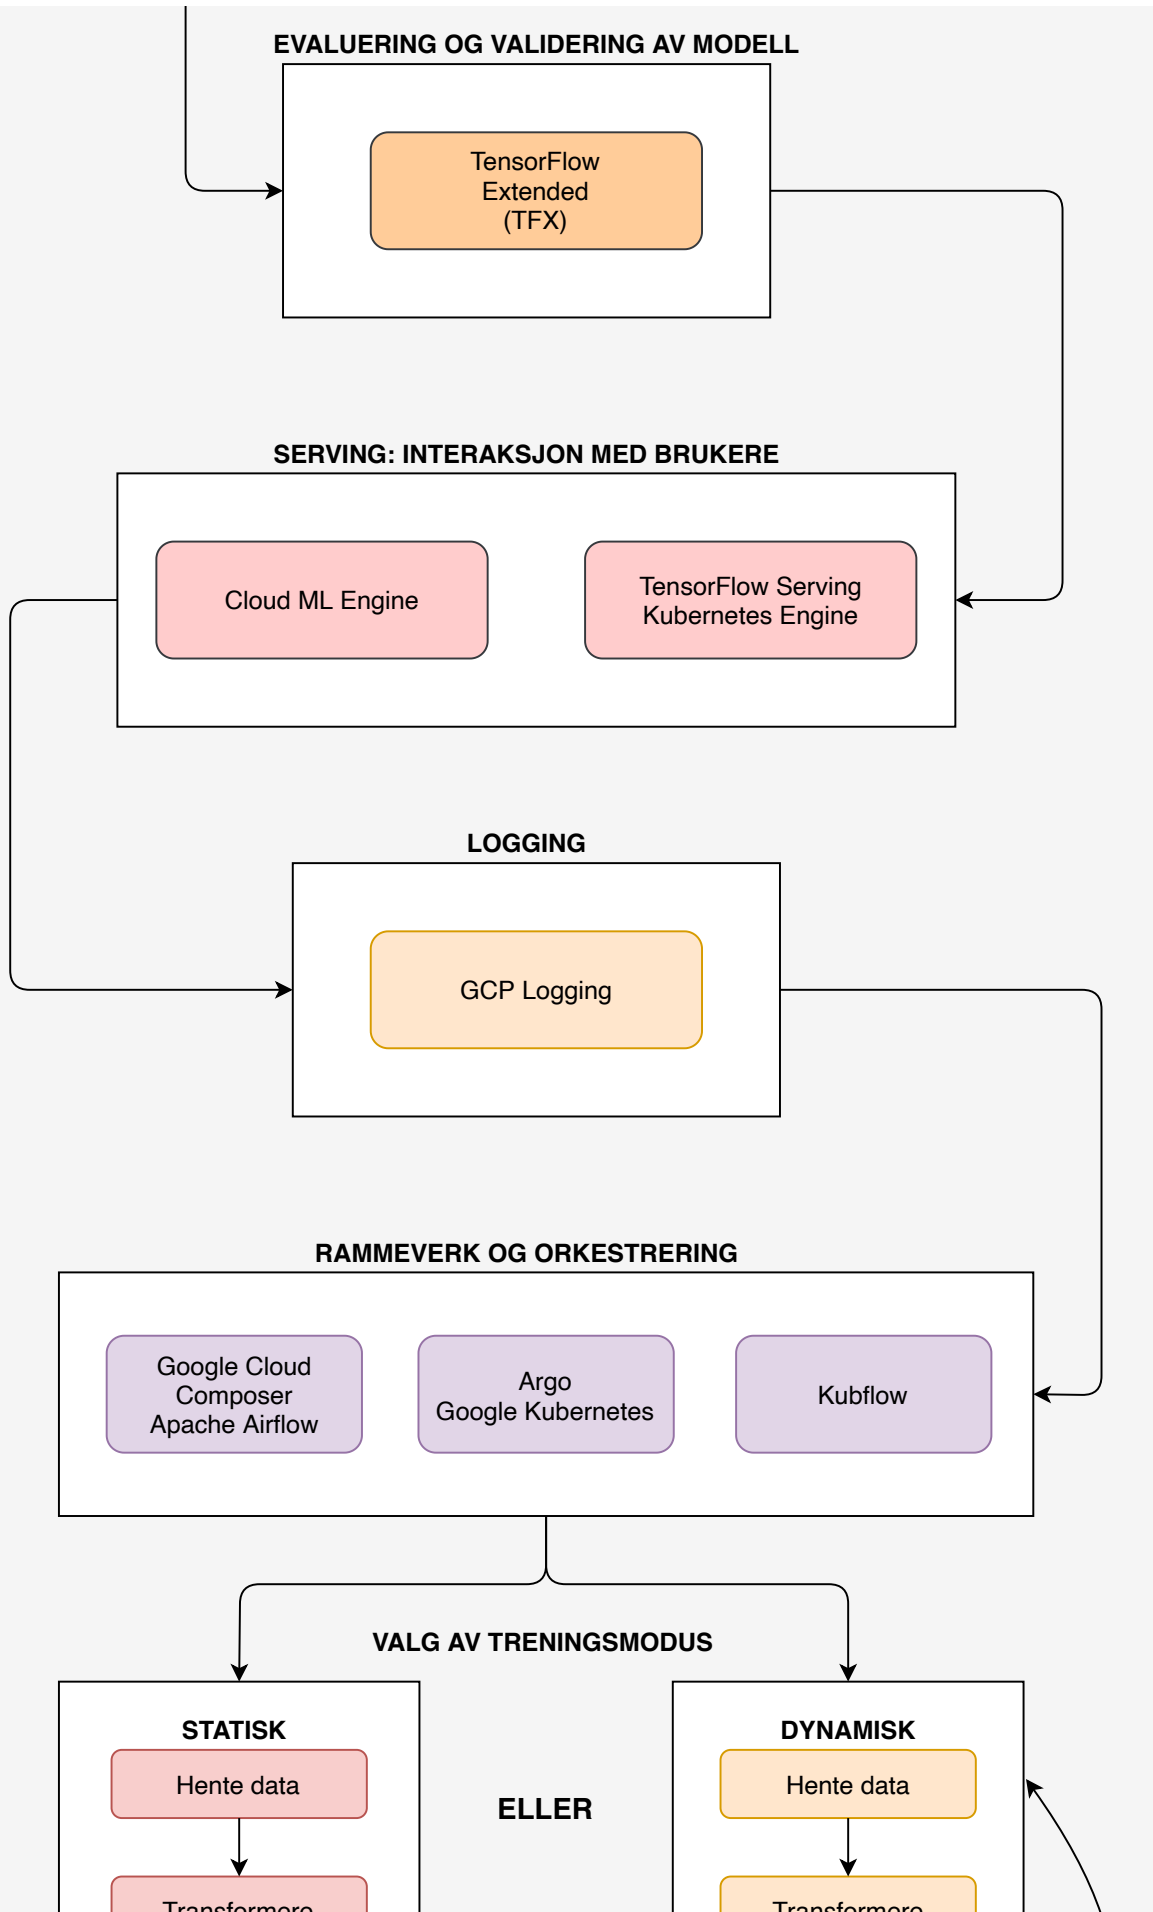 EVALUERING OG VALIDERING AV MODELL
TensorFlow
Extended
(TFX)
SERVING: INTERAKSJON MED BRUKERE
Cloud ML Engine
TensorFlow Serving
Kubernetes Engine
LOGGING
GCP Logging
RAMMEVERK OG ORKESTRERING
Google Cloud
Composer
Apache Airflow
Argo
Google Kubernetes
Kubflow
VALG AV TRENINGSMODUS
STATISK
Hente data
Transformere
ELLER
DYNAMISK
Hente data
Transformere